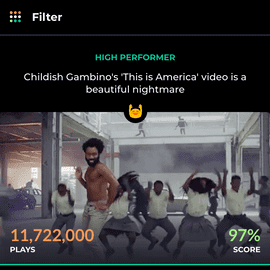 Filter
HIGH PERFORMER
Childish Gambino's 'This is America' video is a
beautiful nightmare
11,722,000
97%
PLAYS
SCORE